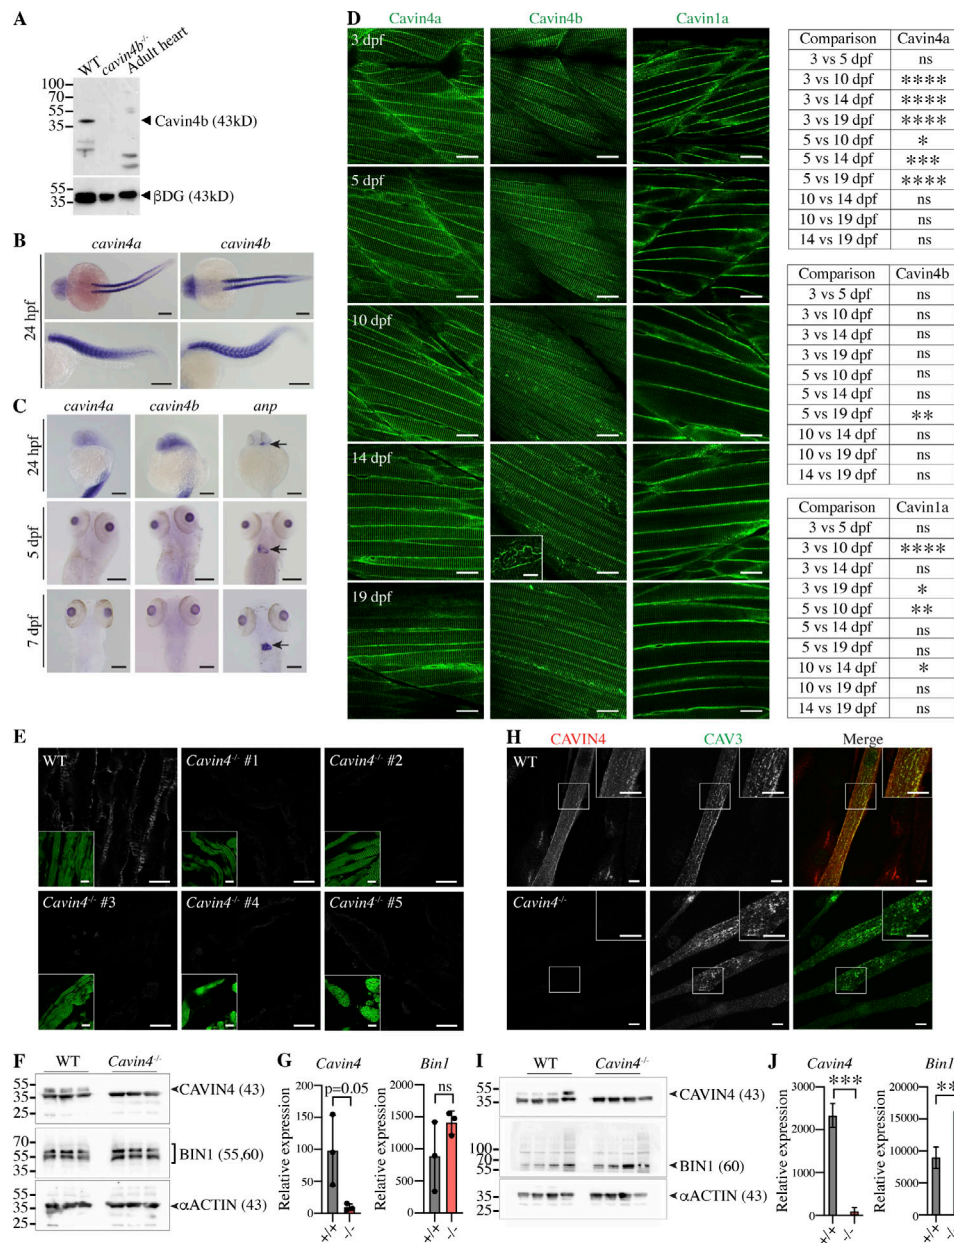 A
WT
cavin4b-/-
Adult heart
100
70
55
35
Cavin4b (43kD)
55
35
βDG (43kD)
B
cavin4a
cavin4b
24 hpf
C
cavin4a
cavin4b
anp
24 hpf
5 dpf
7 dpf
D
Cavin4a
Cavin4b
Cavin1a
3 dpf
5 dpf
10 dpf
14 dpf
19 dpf
Comparison Cavin4a
3 vs 5 dpf ns
3 vs 10 dpf ****
3 vs 14 dpf ****
3 vs 19 dpf ****
5 vs 10 dpf *
5 vs 14 dpf ***
5 vs 19 dpf ****
10 vs 14 dpf ns
10 vs 19 dpf ns
14 vs 19 dpf ns
Comparison Cavin4b
3 vs 5 dpf ns
3 vs 10 dpf ns
3 vs 14 dpf ns
3 vs 19 dpf ns
5 vs 10 dpf ns
5 vs 14 dpf ns
5 vs 19 dpf **
10 vs 14 dpf ns
10 vs 19 dpf ns
14 vs 19 dpf ns
Comparison Cavin1a
3 vs 5 dpf ns
3 vs 10 dpf ****
3 vs 14 dpf ns
3 vs 19 dpf *
5 vs 10 dpf **
5 vs 14 dpf ns
5 vs 19 dpf ns
10 vs 14 dpf *
10 vs 19 dpf ns
14 vs 19 dpf ns
E
WT
Cavin4-/- #1
Cavin4-/- #2
Cavin4-/- #3
Cavin4-/- #4
Cavin4-/- #5
H
CAVIN4
CAV3
Merge
WT
Cavin4-/-
F
WT
Cavin4-/-
55
35
25
CAVIN4 (43)
70
55
35
BIN1 (55,60)
55
35
25
αACTIN (43)
G
Cavin4
p=0.05
Relative expression
200
150
100
50
0
+/+
-/-
Bin1
ns
Relative expression
2000
1500
1000
500
0
+/+
-/-
I
WT
Cavin4-/-
55
35
25
CAVIN4 (43)
100
70
55
35
BIN1 (60)
55
35
25
αACTIN (43)
J
Cavin4
***
Relative expression
3000
2000
1000
0
+/+
-/-
Bin1
Relative expression
20000
15000
10000
5000
0
+/+
-/-